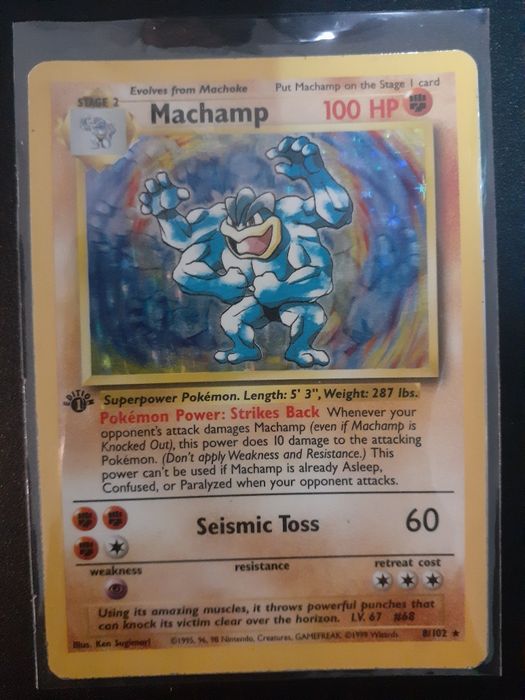 Evolves from Machoke
Put Machamp on the Stage 1 card
STAGE 2
Machamp
100 HP
EDITION
1
Superpower Pokémon. Length: 5' 3", Weight: 287 lbs.
Pokémon Power: Strikes Back Whenever your
opponent's attack damages Machamp (even if Machamp is
Knocked Out), this power does 10 damage to the attacking
Pokémon. (Don't apply Weakness and Resistance.) This
power can't be used if Machamp is already Asleep,
Confused, or Paralyzed when your opponent attacks.
Seismic Toss
60
weakness
resistance
retreat cost
Using its amazing muscles, it throws powerful punches that
can knock its victim clear over the horizon. LV. 67 #68
Illus. Ken Sugimori
©1995, 96, 98 Nintendo, Creatures, GAMEFREAK. ©1999 Wizards
8/102 ★